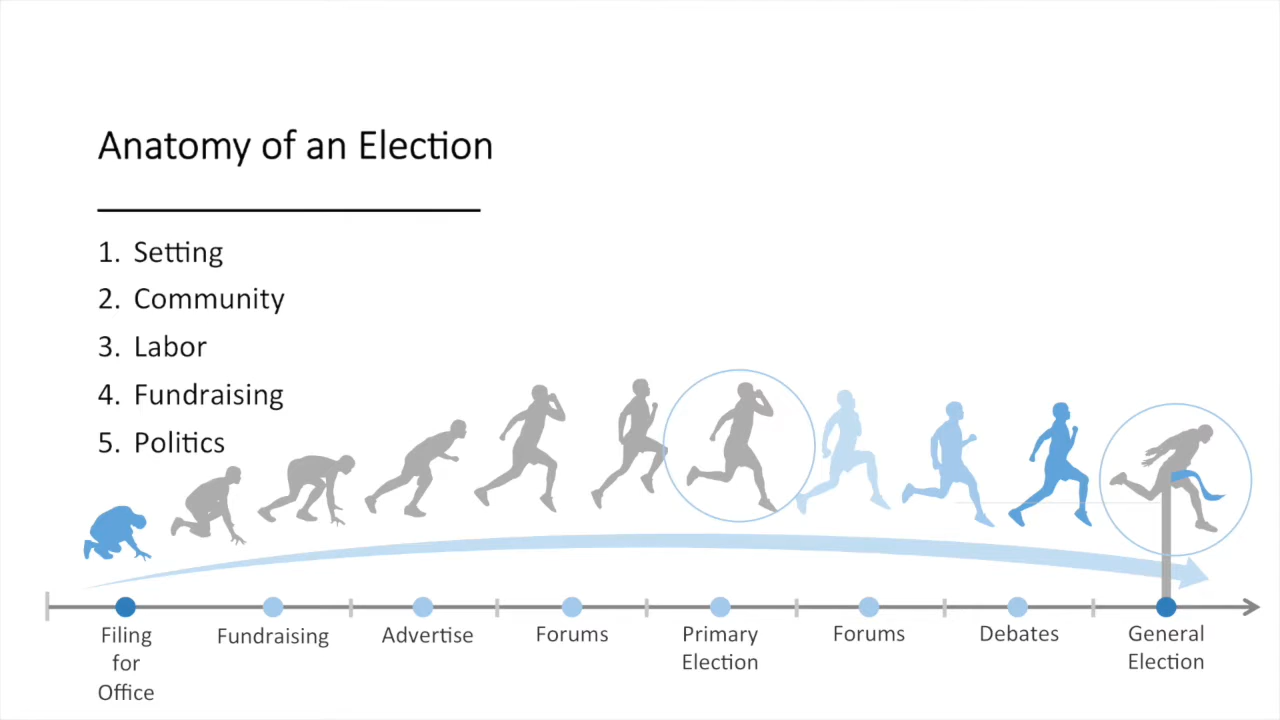 Anatomy of an Election
1. Setting
2. Community
3. Labor
4. Fundraising
5. Politics
Filing
for
Office
Fundraising
Advertise
Forums
Primary
Election
Forums
Debates
General
Election